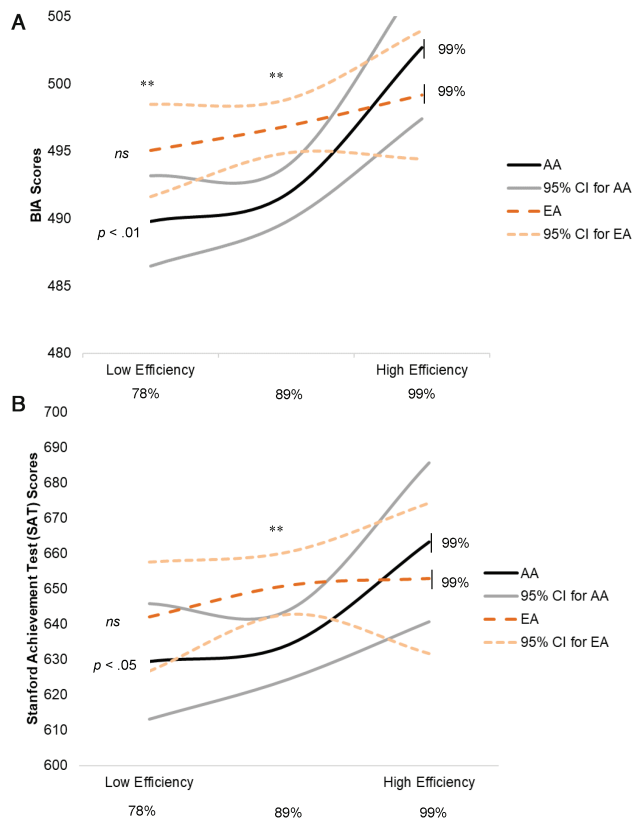 A
505
500
495
490
485
480
BIA Scores
**
**
ns
p < .01
99%
99%
AA
95% CI for AA
EA
95% CI for EA
Low Efficiency
High Efficiency
78%
89%
99%
B
700
690
680
670
660
650
640
630
620
610
600
Stanford Achievement Test (SAT) Scores
**
ns
p < .05
99%
99%
AA
95% CI for AA
EA
95% CI for EA
Low Efficiency
High Efficiency
78%
89%
99%